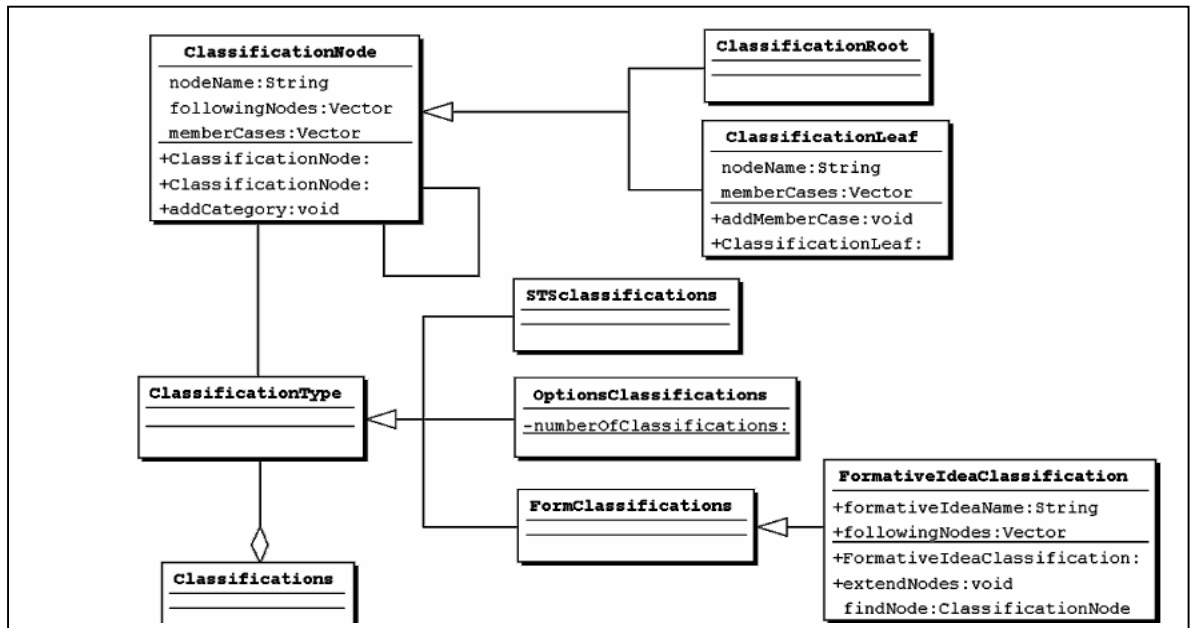 ClassificationNode
nodeName:String
followingNodes:Vector
memberCases:Vector
+ClassificationNode:
+ClassificationNode:
+addCategory:void
ClassificationRoot
ClassificationLeaf
nodeName:String
memberCases:Vector
+addMemberCase:void
+ClassificationLeaf:
STSclassifications
ClassificationType
OptionsClassifications
-numberOfClassifications:
FormClassifications
FormativeIdeaClassification
+formativeIdeaName:String
+followingNodes:Vector
+FormativeIdeaClassification:
+extendNodes:void
findNode:ClassificationNode
Classifications